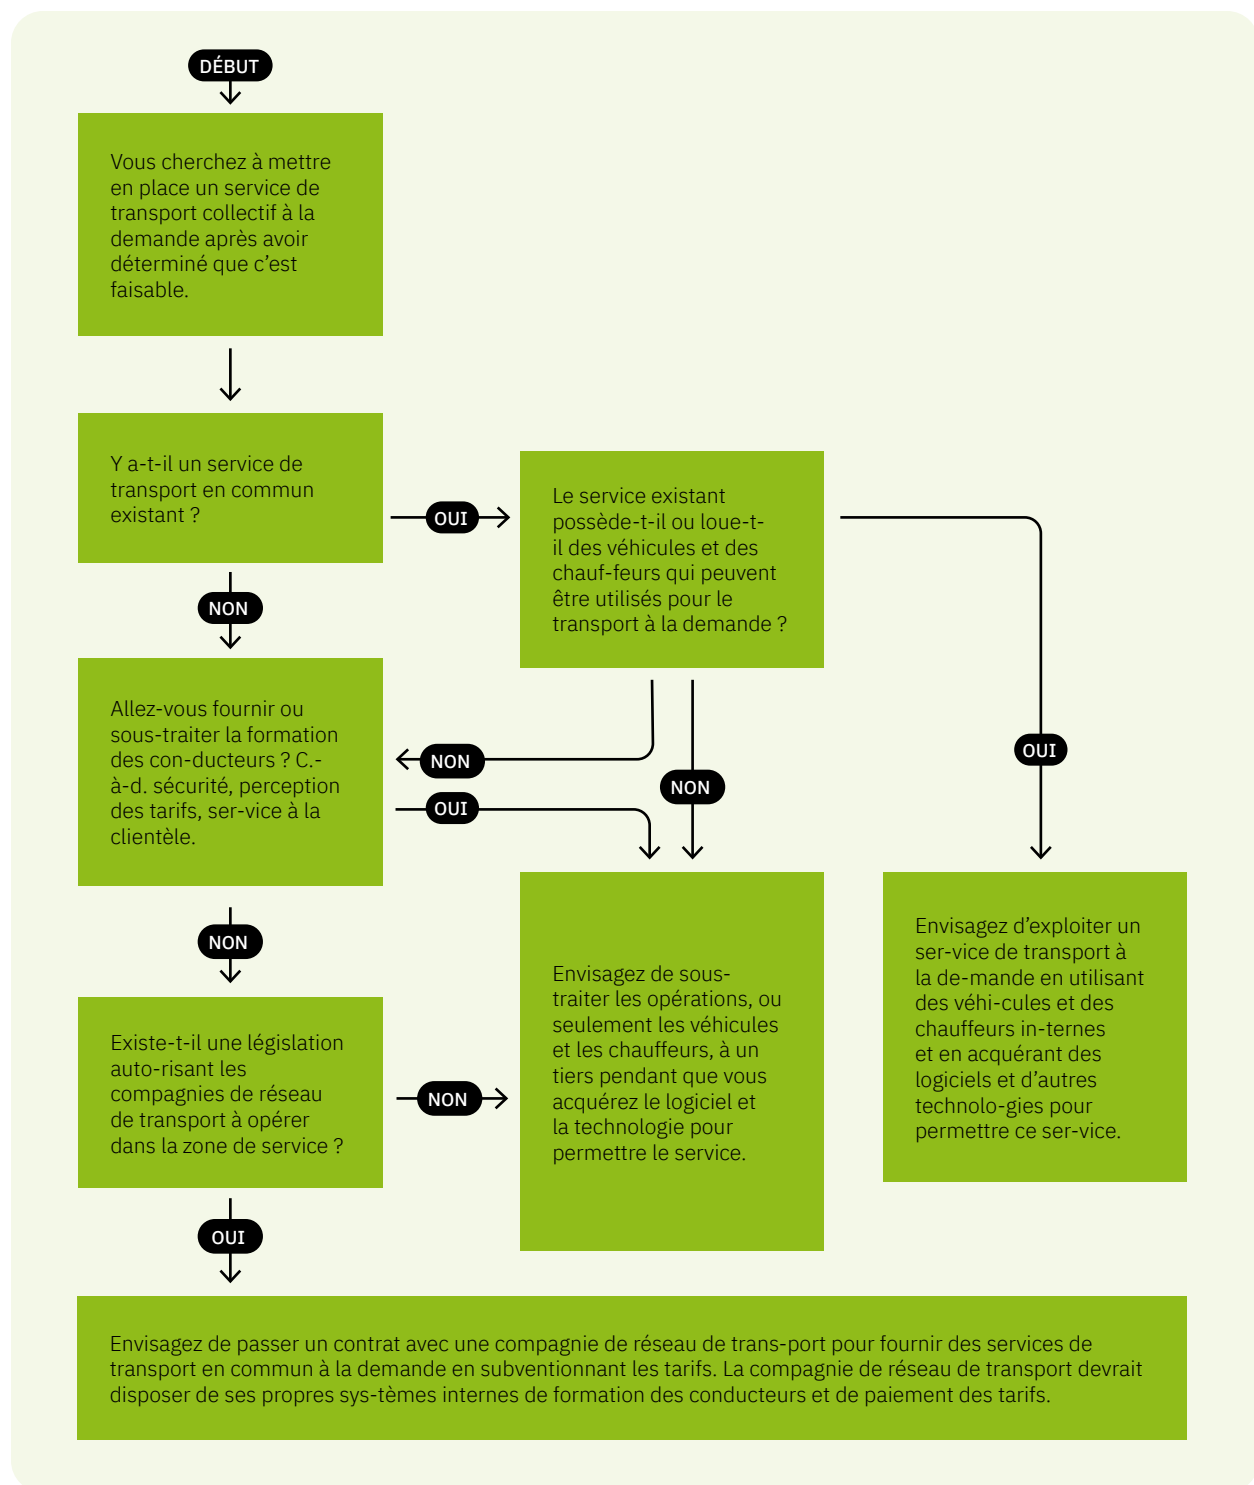 DÉBUT
Vous cherchez à mettre
en place un service de
transport collectif à la
demande après avoir
déterminé que c’est
faisable.
Y a-t-il un service de
transport en commun
existant ?
OUI
Le service existant
possède-t-il ou loue-t-
il des véhicules et des
chauf-feurs qui peuvent
être utilisés pour le
transport à la demande ?
NON
Allez-vous fournir ou
sous-traiter la formation
des con-ducteurs ? C.-
à-d. sécurité, perception
des tarifs, ser-vice à la
clientèle.
NON
OUI
NON
OUI
NON
Existe-t-il une législation
auto-risant les
compagnies de réseau
de transport à opérer
dans la zone de service ?
NON
Envisagez de sous-
traiter les opérations, ou
seulement les véhicules
et les chauffeurs, à un
tiers pendant que vous
acquérez le logiciel et
la technologie pour
permettre le service.
Envisagez d’exploiter un
ser-vice de transport à
la de-mande en utilisant
des véhi-cules et des
chauffeurs in-ternes
et en acquérant des
logiciels et d’autres
technolo-gies pour
permettre ce ser-vice.
OUI
Envisagez de passer un contrat avec une compagnie de réseau de trans-port pour fournir des services de
transport en commun à la demande en subventionnant les tarifs. La compagnie de réseau de transport devrait
disposer de ses propres sys-tèmes internes de formation des conducteurs et de paiement des tarifs.